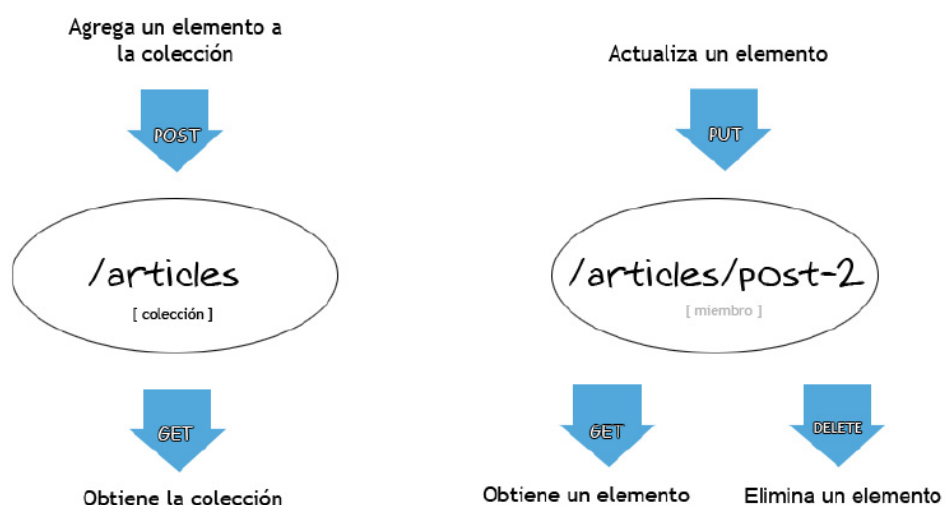 Agrega un elemento a
la colección
POST
/articles
[ colección ]
GET
Obtiene la colección
Actualiza un elemento
PUT
/articles/post-2
[ miembro ]
GET
Obtiene un elemento
DELETE
Elimina un elemento